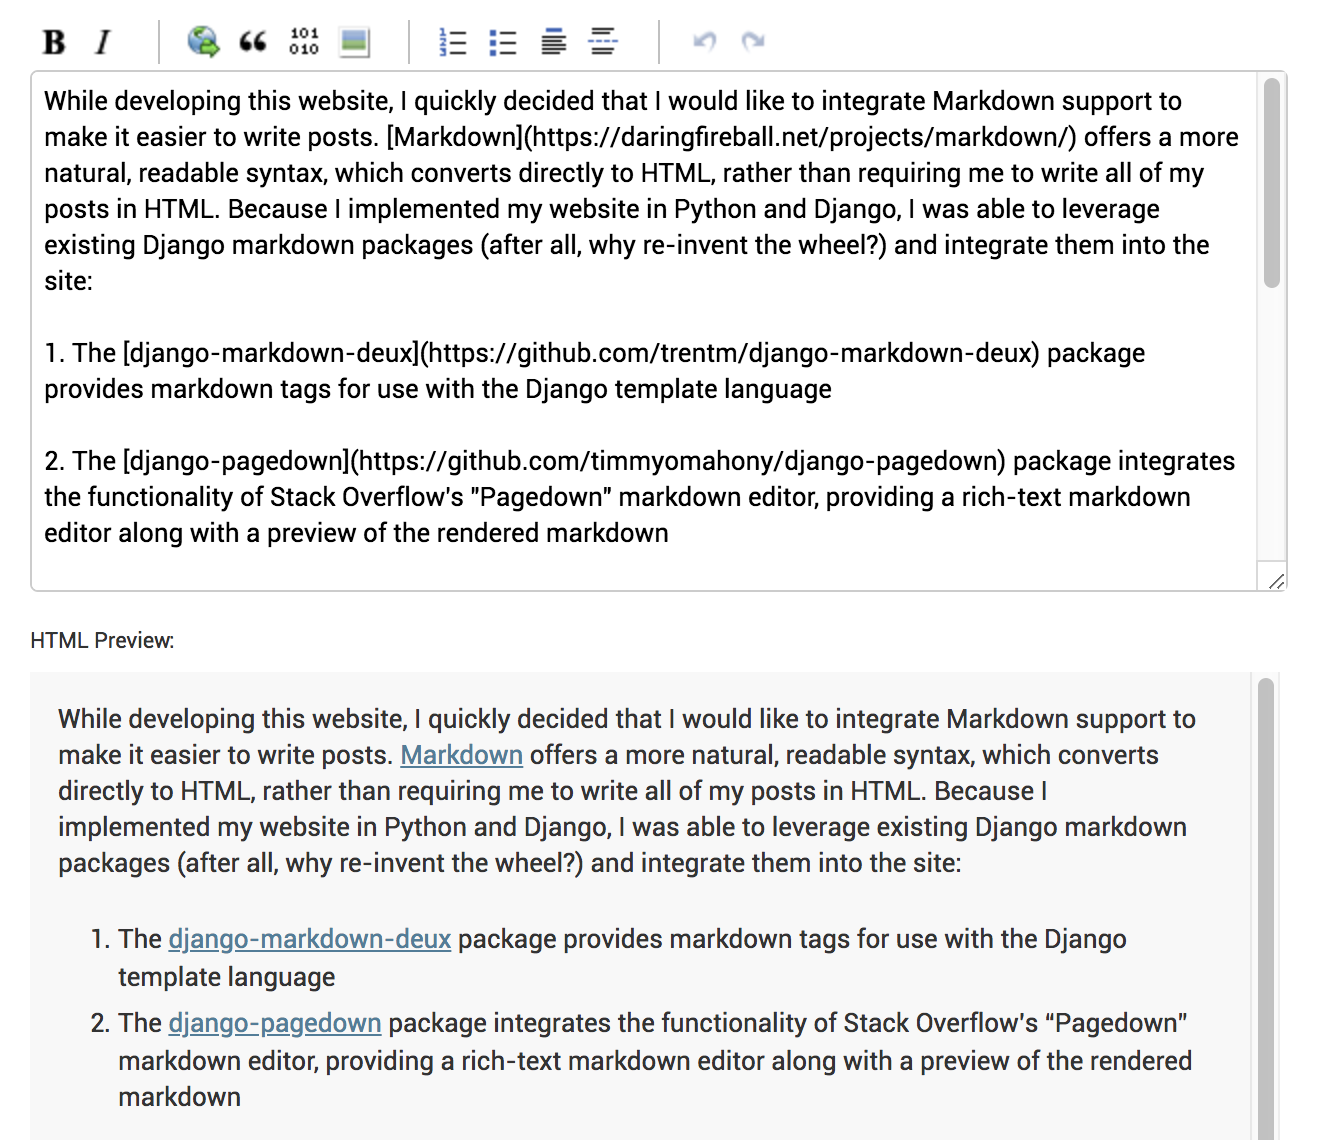 B I
101
010
While developing this website, I quickly decided that I would like to integrate Markdown support to
make it easier to write posts. [Markdown](https://daringfireball.net/projects/markdown/) offers a more
natural, readable syntax, which converts directly to HTML, rather than requiring me to write all of my
posts in HTML. Because I implemented my website in Python and Django, I was able to leverage
existing Django markdown packages (after all, why re-invent the wheel?) and integrate them into the
site:
1. The [django-markdown-deux](https://github.com/trentm/django-markdown-deux) package
provides markdown tags for use with the Django template language
2. The [django-pagedown](https://github.com/timmyomahony/django-pagedown) package integrates
the functionality of Stack Overflow's "Pagedown" markdown editor, providing a rich-text markdown
editor along with a preview of the rendered markdown
HTML Preview:
While developing this website, I quickly decided that I would like to integrate Markdown support to
make it easier to write posts. Markdown offers a more natural, readable syntax, which converts
directly to HTML, rather than requiring me to write all of my posts in HTML. Because I
implemented my website in Python and Django, I was able to leverage existing Django markdown
packages (after all, why re-invent the wheel?) and integrate them into the site:
1. The django-markdown-deux package provides markdown tags for use with the Django
template language
2. The django-pagedown package integrates the functionality of Stack Overflow's “Pagedown”
markdown editor, providing a rich-text markdown editor along with a preview of the rendered
markdown